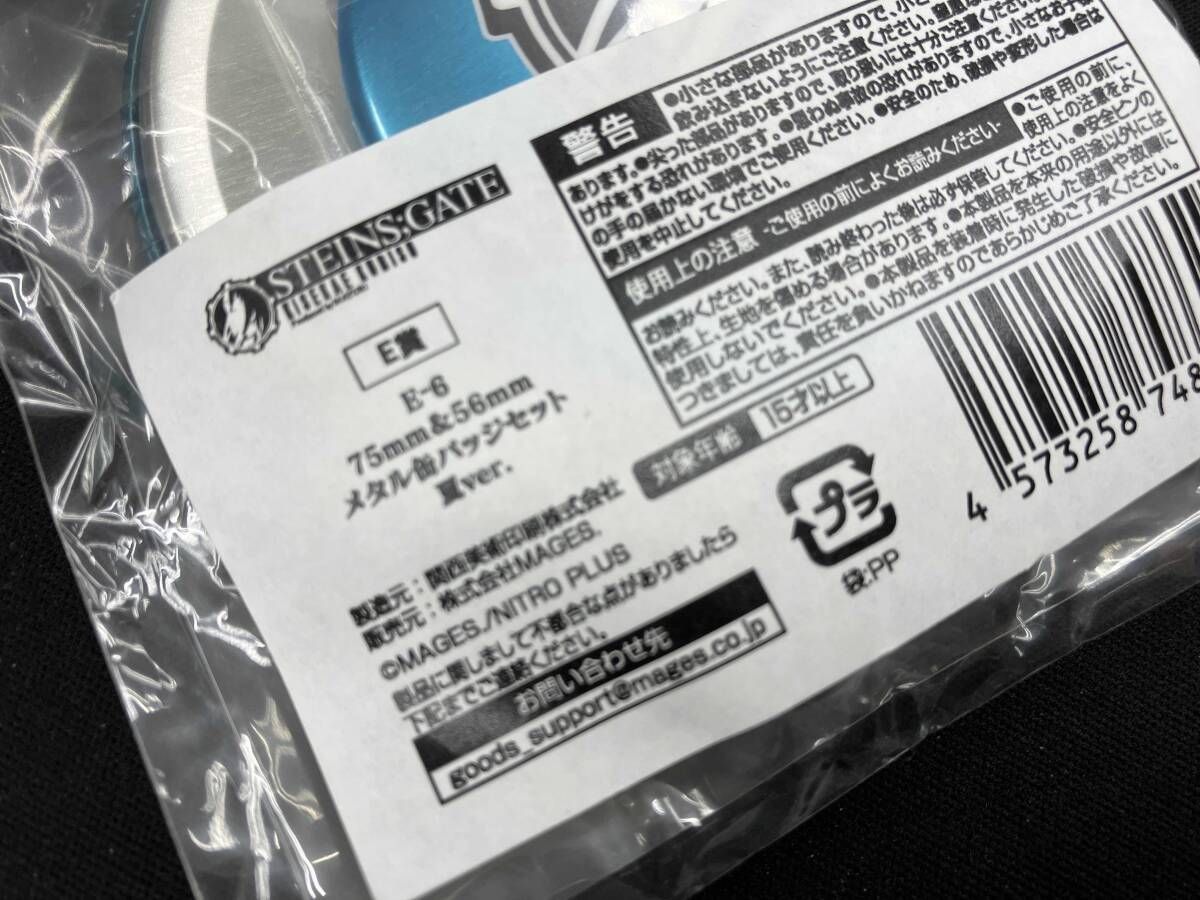 STEINS;GATE
E賞
E-6
75mm&56mm
メタル缶バッジセット
夏ver.
製造元：関西美術印刷株式会社
販売元：株式会社MAGES.
©MAGES./NITRO PLUS
製品に関しまして不都合な点がありましたら
下記までご連絡ください。
お問い合わせ先
goods_support@mages.co.jp
警告
●小さな部品がありますので、小さ
飲み込まないようにご注意ください。窒息な
あります。●尖った部品がありますので、取り扱いには十分ご注意ください。
けがをする恐れがあります。●思わぬ事故の恐れがありますので、小さなお子様
の手の届かない環境でご使用ください。●安全のため、破損や変形した場合は
使用を中止してください。
使用上の注意 -ご使用の前によくお読みください-
●ご使用の前に、
使用上の注意をよく
お読みください。また、読み終わった後は必ず保管してください。●安全ピンの
特性上、生地を傷める場合があります。●本製品を本来の用途以外には
使用しないでください。●本製品を装着時に発生した破損や故障に
つきましては、責任を負いかねますのであらかじめご了承ください。
対象年齢 15才以上
プラ
袋:PP
4 573258 748